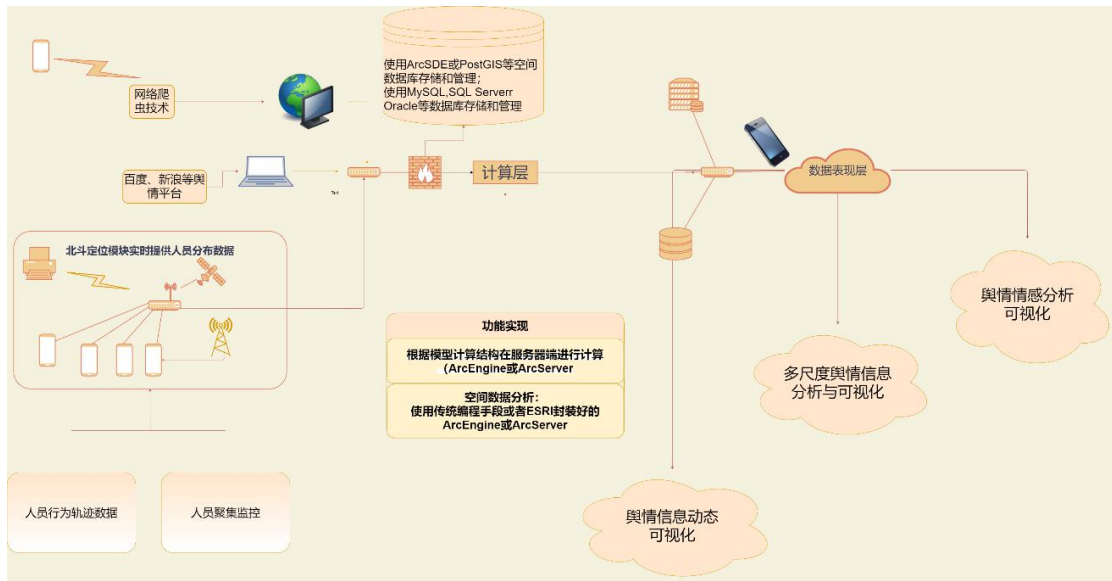 使用ArcSDE或PostGIS等空间
数据库存储和管理；
使用MySQL,SQL Serverr
Oracle等数据库存储和管理
网络爬
虫技术
百度、新浪等舆
情平台
Text
计算层
数据表现层
北斗定位模块实时提供人员分布数据
舆情情感分析
可视化
功能实现
根据模型计算结构在服务器端进行计算
（ArcEngine或ArcServer
空间数据分析：
使用传统编程手段或者ESRI封装好的
ArcEngine或ArcServer
多尺度舆情信息
分析与可视化
人员行为轨迹数据
人员聚集监控
舆情信息动态
可视化